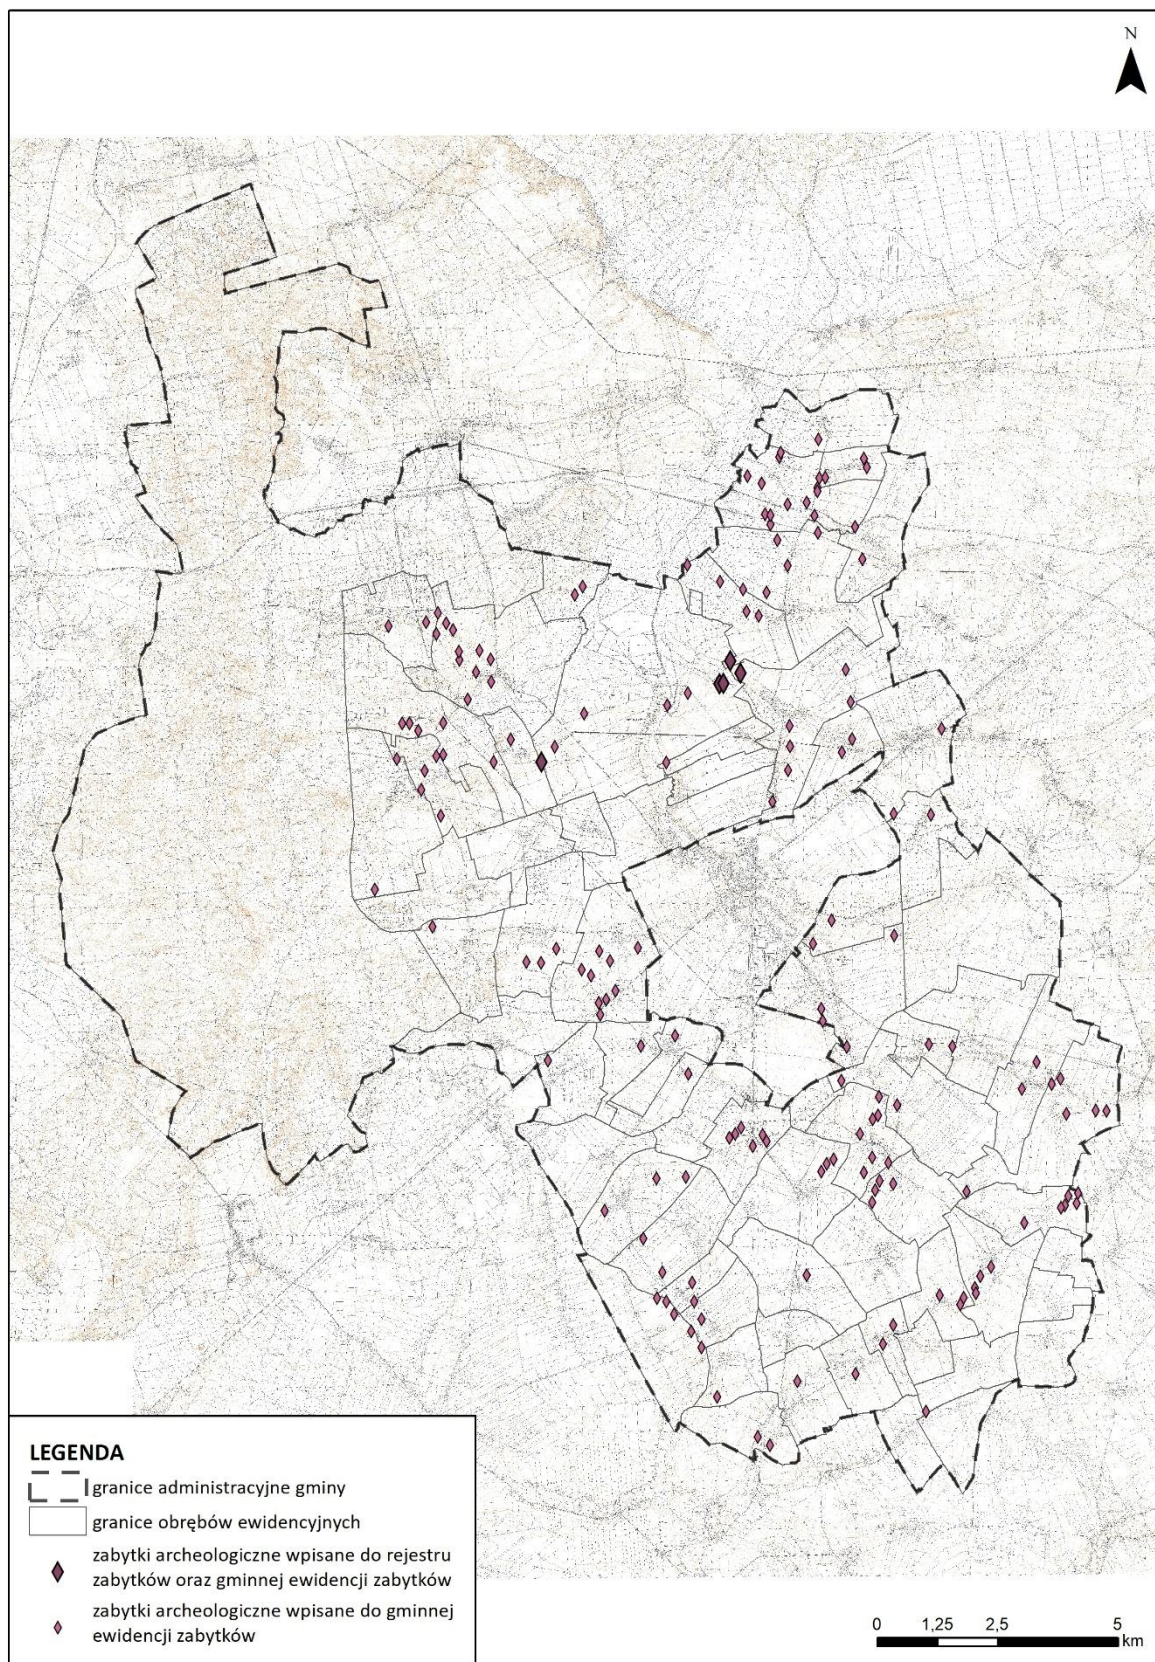 N
LEGENDA
granice administracyjne gminy
granice obrębów ewidencyjnych
zabytki archeologiczne wpisane do rejestru
zabytków oraz gminnej ewidencji zabytków
zabytki archeologiczne wpisane do gminnej
ewidencji zabytków
0 1,25 2,5 5
km